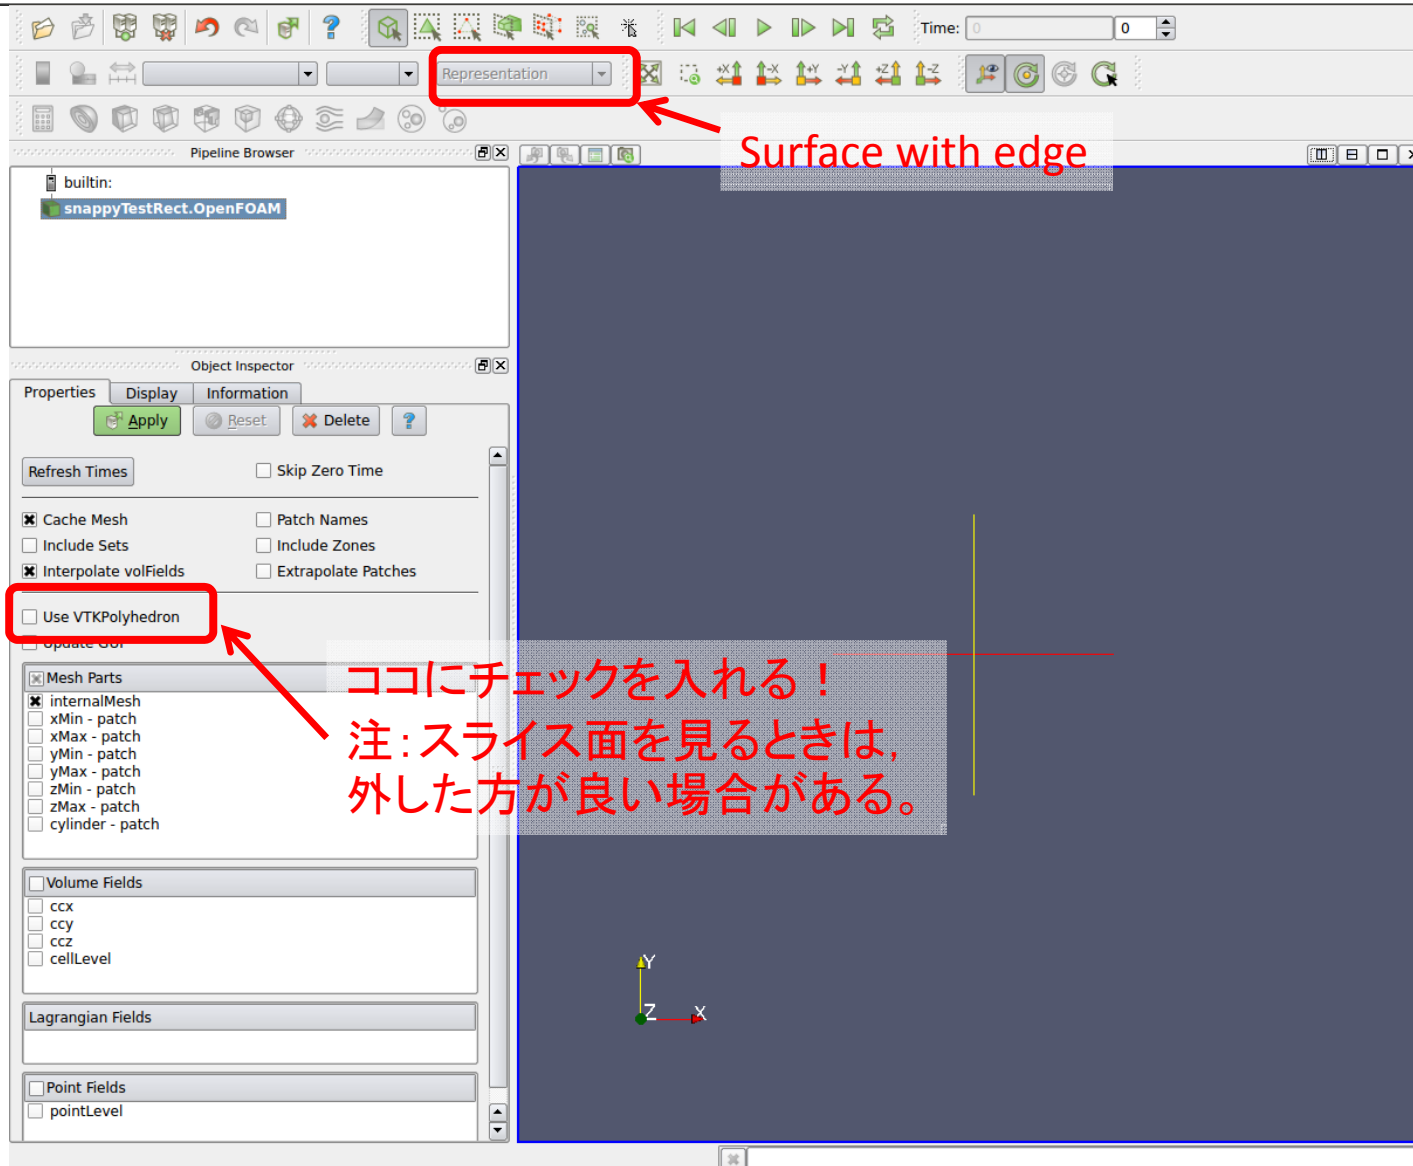 Time: 0 0
Representation
Surface with edge
Pipeline Browser
builtin:
snappyTestRect.OpenFOAM
Object Inspector
Properties Display Information
Apply Reset Delete ?
Refresh Times Skip Zero Time
Cache Mesh Patch Names
Include Sets Include Zones
Interpolate volFields Extrapolate Patches
Use VTKPolyhedron
Update GUI
ココにチェックを入れる！
注：スライス面を見るときは，
外した方が良い場合がある。
Mesh Parts
internalMesh
xMin - patch
xMax - patch
yMin - patch
yMax - patch
zMin - patch
zMax - patch
cylinder - patch
Volume Fields
ccx
ccy
ccz
cellLevel
Lagrangian Fields
Point Fields
pointLevel
Y
Z X